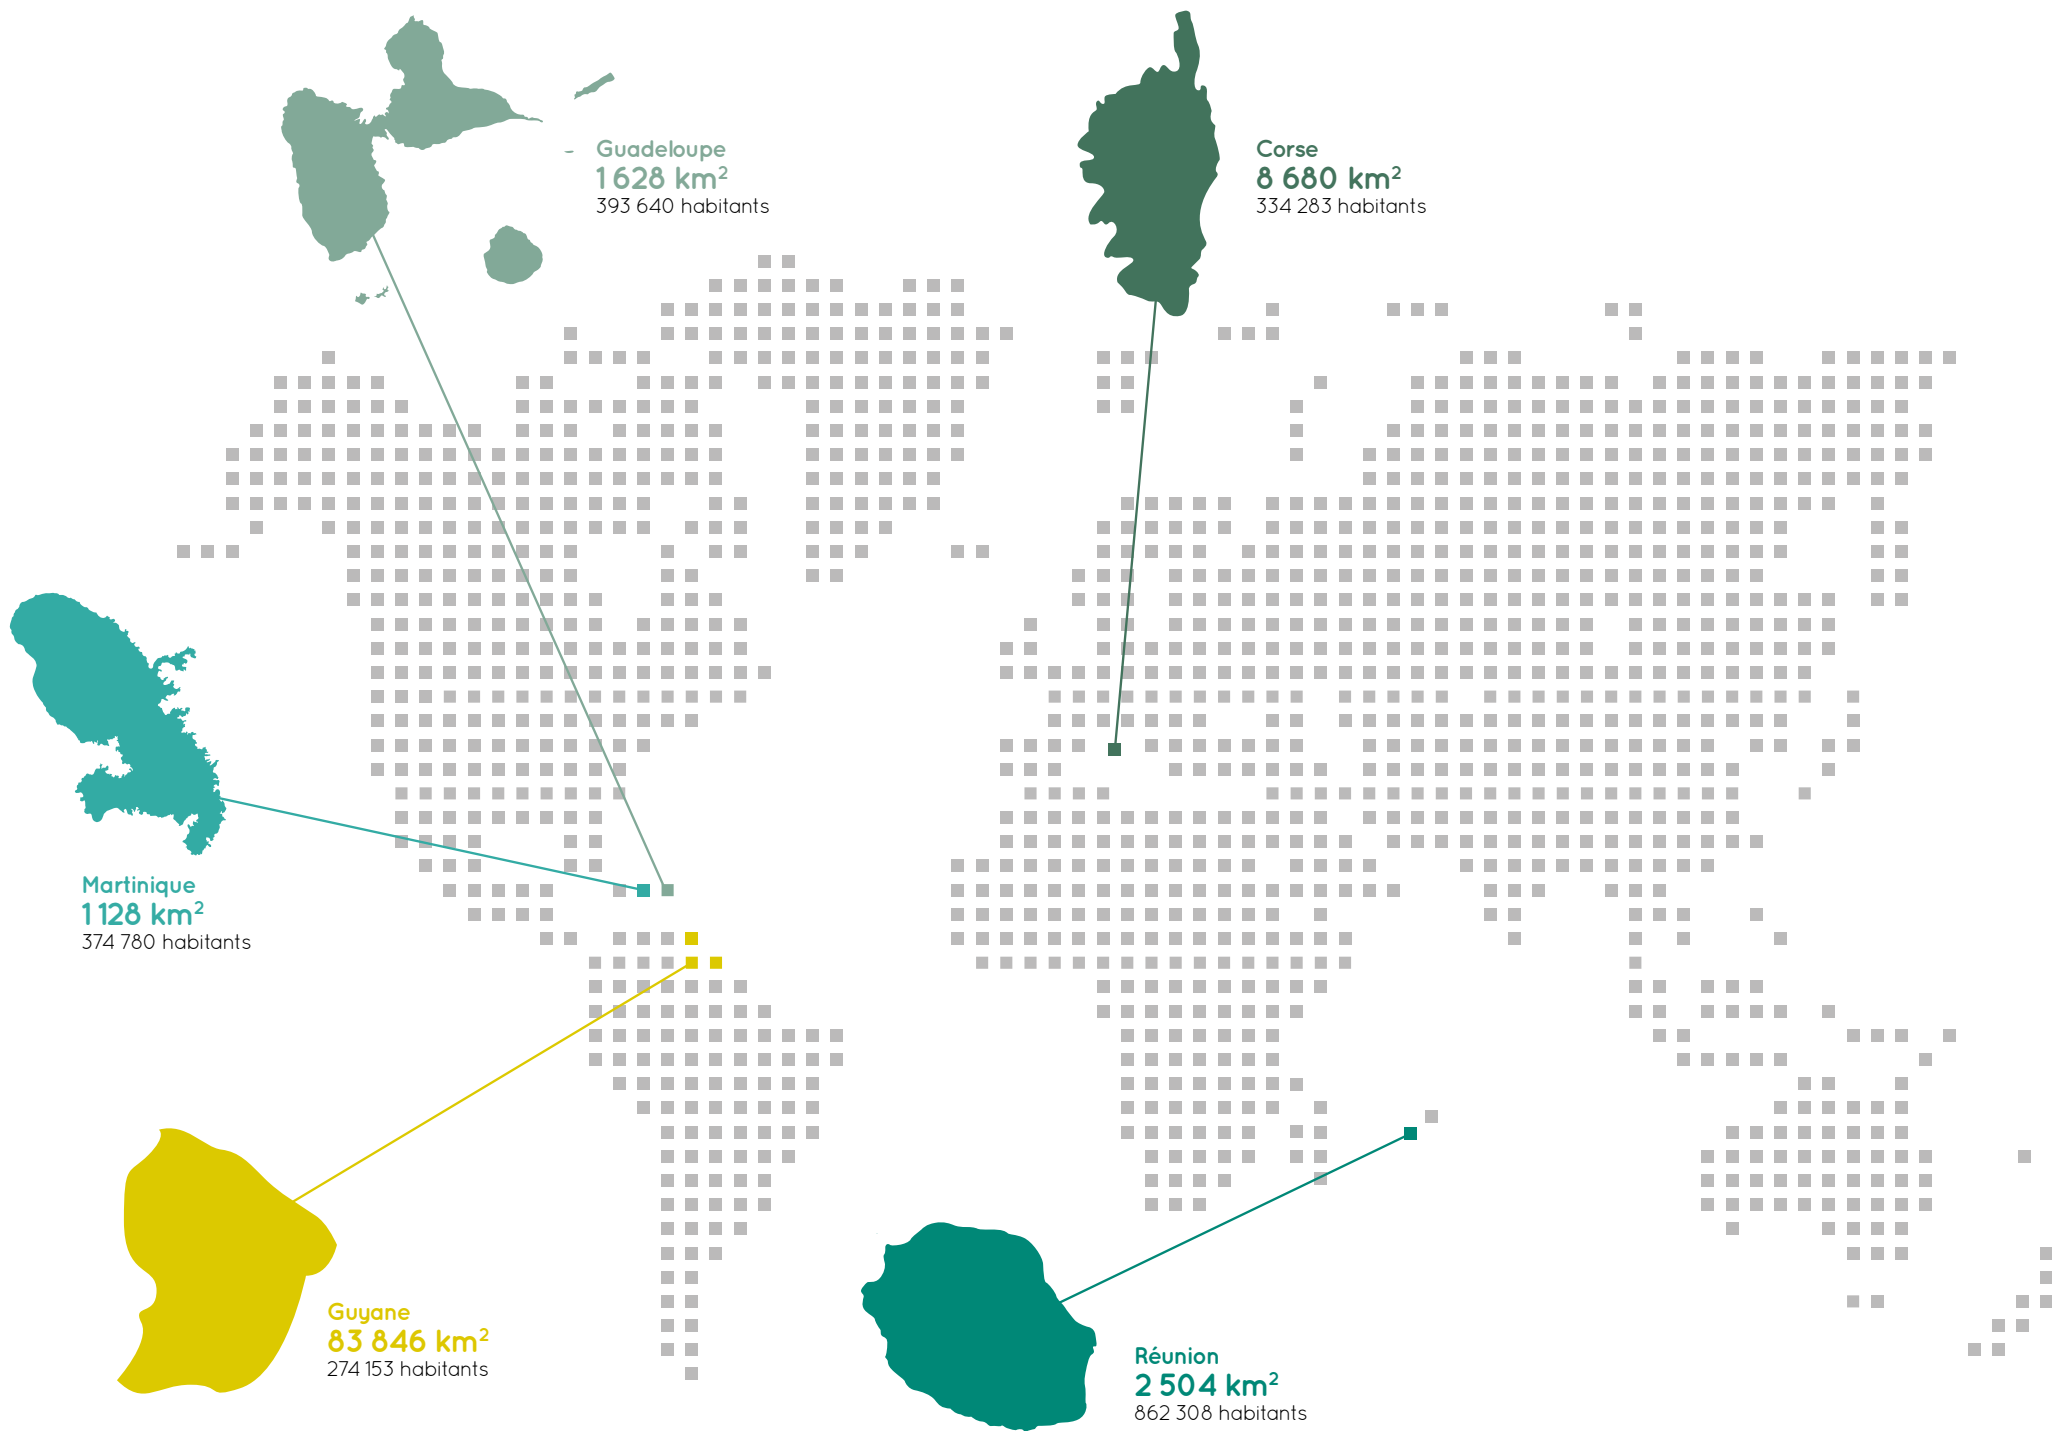 Guadeloupe
1 628 km²
393 640 habitants
Corse
8 680 km²
334 283 habitants
Martinique
1 128 km²
374 780 habitants
Guyane
83 846 km²
274 153 habitants
Réunion
2 504 km²
862 308 habitants